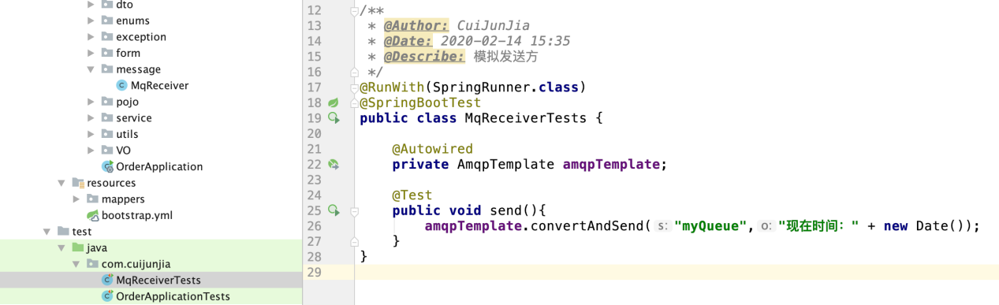 dto
enums
exception
form
message
MqReceiver
pojo
service
utils
VO
OrderApplication
resources
mappers
bootstrap.yml
test
java
com.cuijunjia
MqReceiverTests
OrderApplicationTests
12 /**
13 * @Author: CuiJunJia
14 * @Date: 2020-02-14 15:35
15 * @Describe: 模拟发送方
16 */
17 @RunWith(SpringRunner.class)
18 @SpringBootTest
19 public class MqReceiverTests {
20
21 @Autowired
22 private AmqpTemplate amqpTemplate;
23
24 @Test
25 public void send(){
26 amqpTemplate.convertAndSend( s: "myQueue", o: "现在时间：" + new Date());
27 }
28 }
29